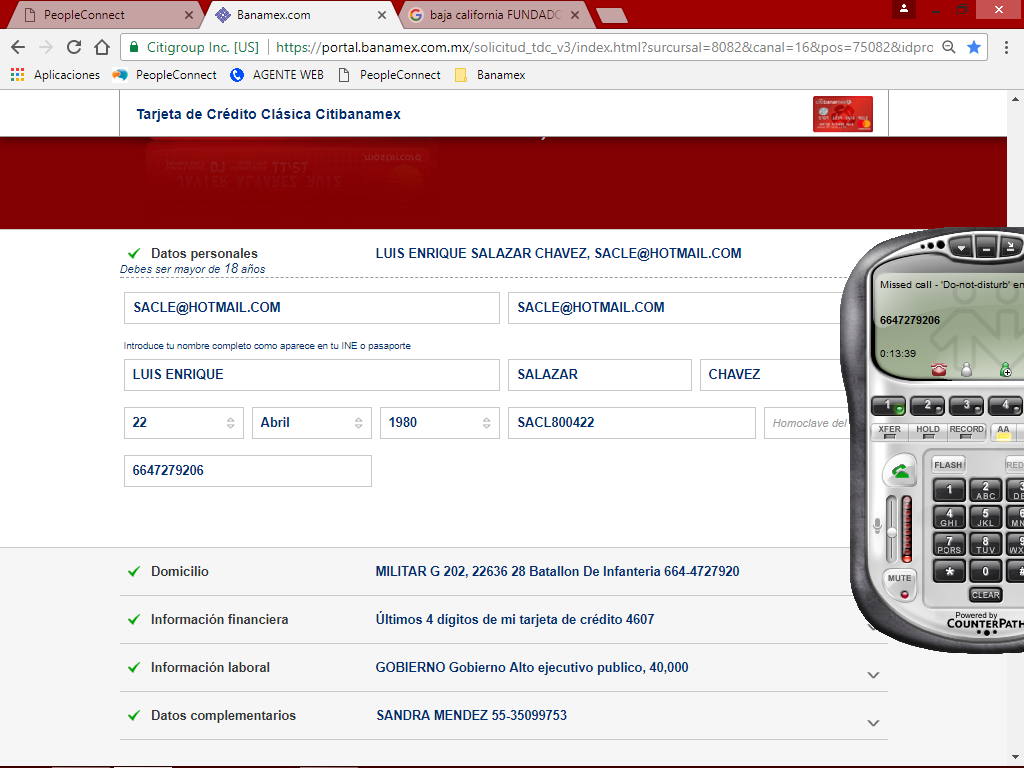 PeopleConnect
Banamex.com
baja california FUNDADO
Citigroup Inc. [US]
https://portal.banamex.com.mx/solicitud_tdc_v3/index.html?surcursal=8082&canal=16&pos=75082&idpro
Aplicaciones
PeopleConnect
AGENTE WEB
PeopleConnect
Banamex
Tarjeta de Crédito Clásica Citibanamex
Datos personales
LUIS ENRIQUE SALAZAR CHAVEZ, SACLE@HOTMAIL.COM
Debes ser mayor de 18 años
SACLE@HOTMAIL.COM
SACLE@HOTMAIL.COM
Introduce tu nombre completo como aparece en tu INE o pasaporte
LUIS ENRIQUE
SALAZAR
CHAVEZ
22
Abril
1980
SACL800422
Homoclave del
6647279206
Domicilio
MILITAR G 202, 22636 28 Batallon De Infanteria 664-4727920
Información financiera
Últimos 4 dígitos de mi tarjeta de crédito 4607
Información laboral
GOBIERNO Gobierno Alto ejecutivo publico, 40,000
Datos complementarios
SANDRA MENDEZ 55-35099753
Missed call - 'Do-not-disturb' en
6647279206
0:13:39
1 2 3 4
XFER HOLD RECORD AA
FLASH RED
1 2 ABC 3 DE
4 GHI 5 JKL 6 MN
7 PQRS 8 TUV 9 WX
* 0 #
MUTE
CLEAR
Powered by
COUNTERPATH